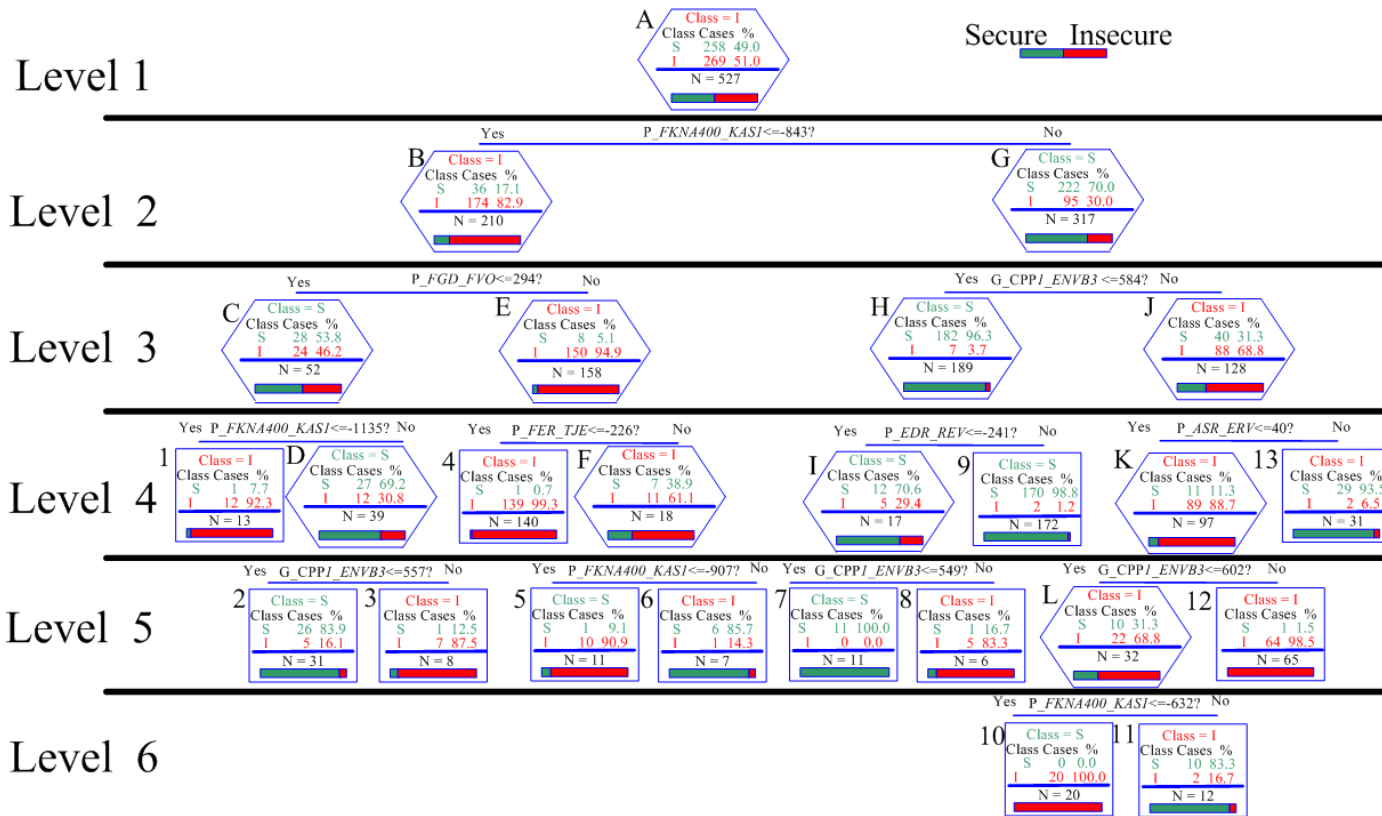 A
Class = I
Class Cases %
S 258 49.0
I 269 51.0
N = 527
Secure Insecure
Level 1
Yes P_FKNA400_KAS1<=-843? No
B
Class = I
Class Cases %
S 36 17.1
I 174 82.9
N = 210
G
Class = S
Class Cases %
S 222 70.0
I 95 30.0
N = 317
Level 2
Yes P_FGD_FVO<=294? No
Yes G_CPP1_ENVB3<=584? No
C
Class = S
Class Cases %
S 28 53.8
I 24 46.2
N = 52
E
Class = I
Class Cases %
S 8 5.1
I 150 94.9
N = 158
H
Class = S
Class Cases %
S 182 96.3
I 7 3.7
N = 189
J
Class = I
Class Cases %
S 40 31.3
I 88 68.8
N = 128
Level 3
Yes P_FKNA400_KAS1<=-1135? No
Yes P_FER_TJE<=-226? No
Yes P_EDR_REV<=-241? No
Yes P_ASR_ERV<=40? No
1
Class = I
Class Cases %
S 1 7.7
I 12 92.3
N = 13
D
Class = S
Class Cases %
S 27 69.2
I 12 30.8
N = 39
4
Class = I
Class Cases %
S 1 0.7
I 139 99.3
N = 140
F
Class = I
Class Cases %
S 7 38.9
I 11 61.1
N = 18
I
Class = S
Class Cases %
S 12 70.6
I 5 29.4
N = 17
9
Class = S
Class Cases %
S 170 98.8
I 2 1.2
N = 172
K
Class = I
Class Cases %
S 11 11.3
I 89 88.7
N = 97
13
Class = I
Class Cases %
S 29 93.5
I 2 6.5
N = 31
Level 4
Yes G_CPP1_ENVB3<=557? No
Yes P_FKNA400_KAS1<=-907? No
Yes G_CPP1_ENVB3<=549? No
Yes G_CPP1_ENVB3<=602? No
2
Class = S
Class Cases %
S 26 83.9
I 5 16.1
N = 31
3
Class = I
Class Cases %
S 1 12.5
I 7 87.5
N = 8
5
Class = S
Class Cases %
S 1 9.1
I 10 90.9
N = 11
6
Class = I
Class Cases %
S 6 85.7
I 1 14.3
N = 7
7
Class = S
Class Cases %
S 11 100.0
I 0 0.0
N = 11
8
Class = I
Class Cases %
S 1 16.7
I 5 83.3
N = 6
L
Class = I
Class Cases %
S 10 31.3
I 22 68.8
N = 32
12
Class = I
Class Cases %
S 1 1.5
I 64 98.5
N = 65
Level 5
Yes P_FKNA400_KAS1<=-632? No
10
Class = S
Class Cases %
S 0 0.0
I 20 100.0
N = 20
11
Class = I
Class Cases %
S 10 83.3
I 2 16.7
N = 12
Level 6